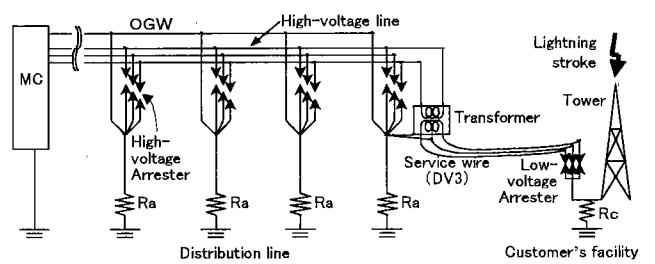 OGW
High-voltage line
MC
Lightning
stroke
Tower
Transformer
High-
voltage
Arrester
Service wire
(DV3)
Low-
voltage
Arrester
Ra
Ra
Ra
Ra
Rc
Distribution line
Customer's facility